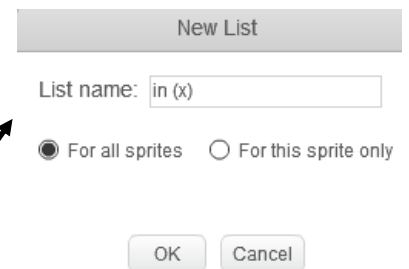 New List
List name: in (x)
For all sprites For this sprite only
OK Cancel